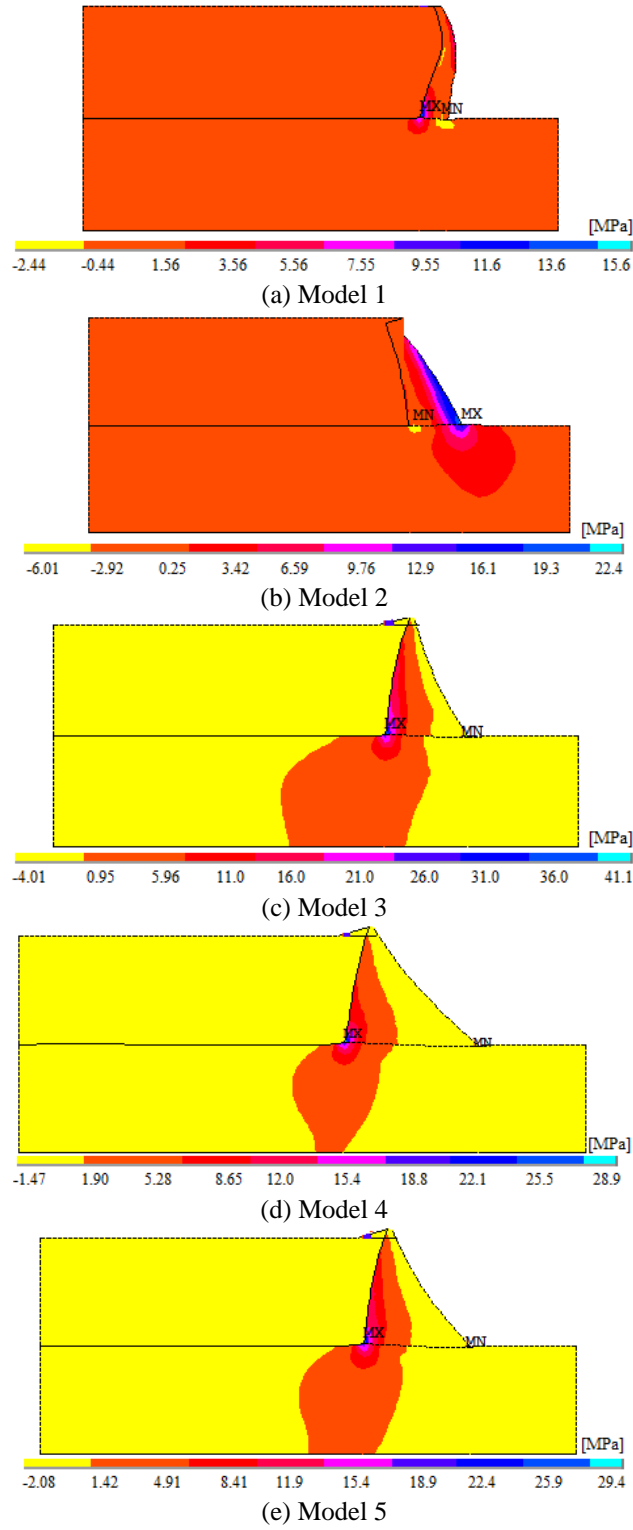 MX MN
[MPa]
-2.44 -0.44 1.56 3.56 5.56 7.55 9.55 11.6 13.6 15.6
(a) Model 1
MN MX
[MPa]
-6.01 -2.92 0.25 3.42 6.59 9.76 12.9 16.1 19.3 22.4
(b) Model 2
MX MN
[MPa]
-4.01 0.95 5.96 11.0 16.0 21.0 26.0 31.0 36.0 41.1
(c) Model 3
MX MN
[MPa]
-1.47 1.90 5.28 8.65 12.0 15.4 18.8 22.1 25.5 28.9
(d) Model 4
MX MN
[MPa]
-2.08 1.42 4.91 8.41 11.9 15.4 18.9 22.4 25.9 29.4
(e) Model 5